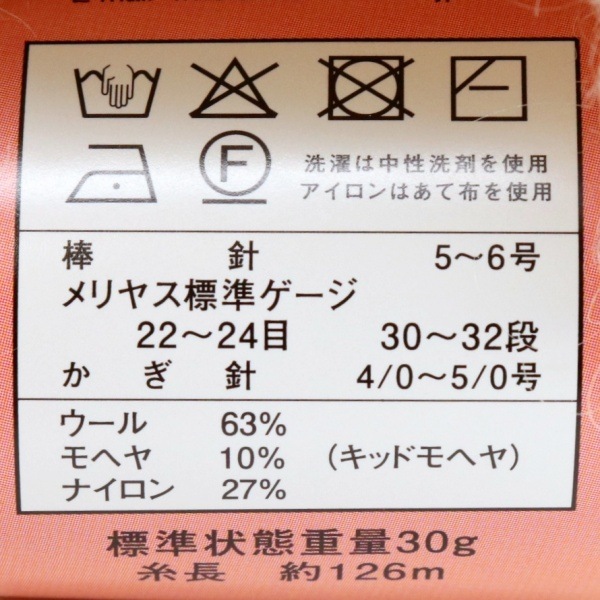 F
洗濯は中性洗剤を使用
アイロンはあて布を使用
棒 針 5～6号
メリヤス標準ゲージ
22～24目 30～32段
か ぎ 針 4/0～5/0号
ウール 63%
モヘヤ 10% （キッドモヘヤ）
ナイロン 27%
標準状態重量30g
糸長 約126m